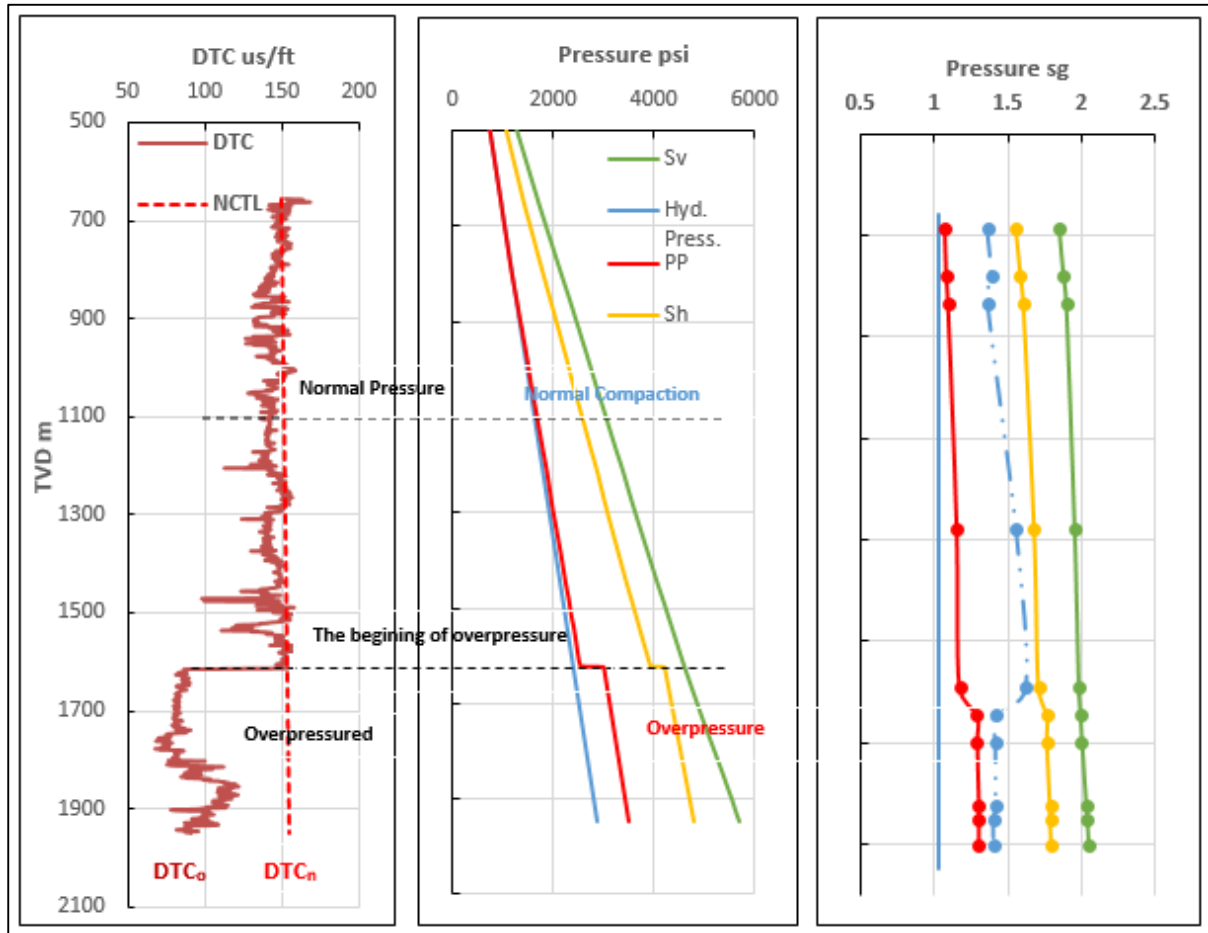 DTC us/ft
50 100 150 200
500
700
900
1100
1300
1500
1700
1900
2100
TVD m
DTC
NCTL
Normal Pressure
The begining of overpressure
Overpressured
DTCₒ
DTCₙ
Pressure psi
0 2000 4000 6000
Sv
Hyd.
Press.
PP
Sh
Normal Compaction
Overpressure
Pressure sg
0.5 1 1.5 2 2.5